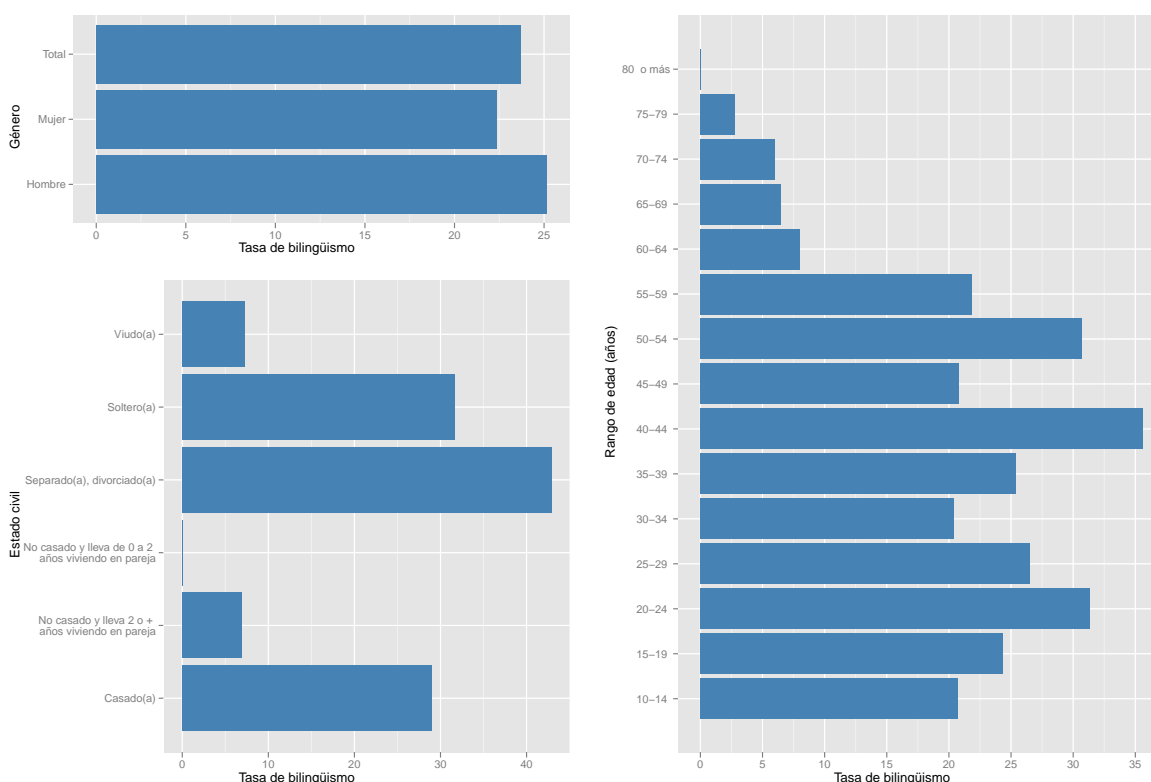 Género
Total
Mujer
Hombre
0 5 10 15 20 25
Tasa de bilingüismo
Estado civil
Viudo(a)
Soltero(a)
Separado(a), divorciado(a)
No casado y lleva de 0 a 2
años viviendo en pareja
No casado y lleva 2 o +
años viviendo en pareja
Casado(a)
0 10 20 30 40
Tasa de bilingüismo
Rango de edad (años)
80 o más
75−79
70−74
65−69
60−64
55−59
50−54
45−49
40−44
35−39
30−34
25−29
20−24
15−19
10−14
0 5 10 15 20 25 30 35
Tasa de bilingüismo